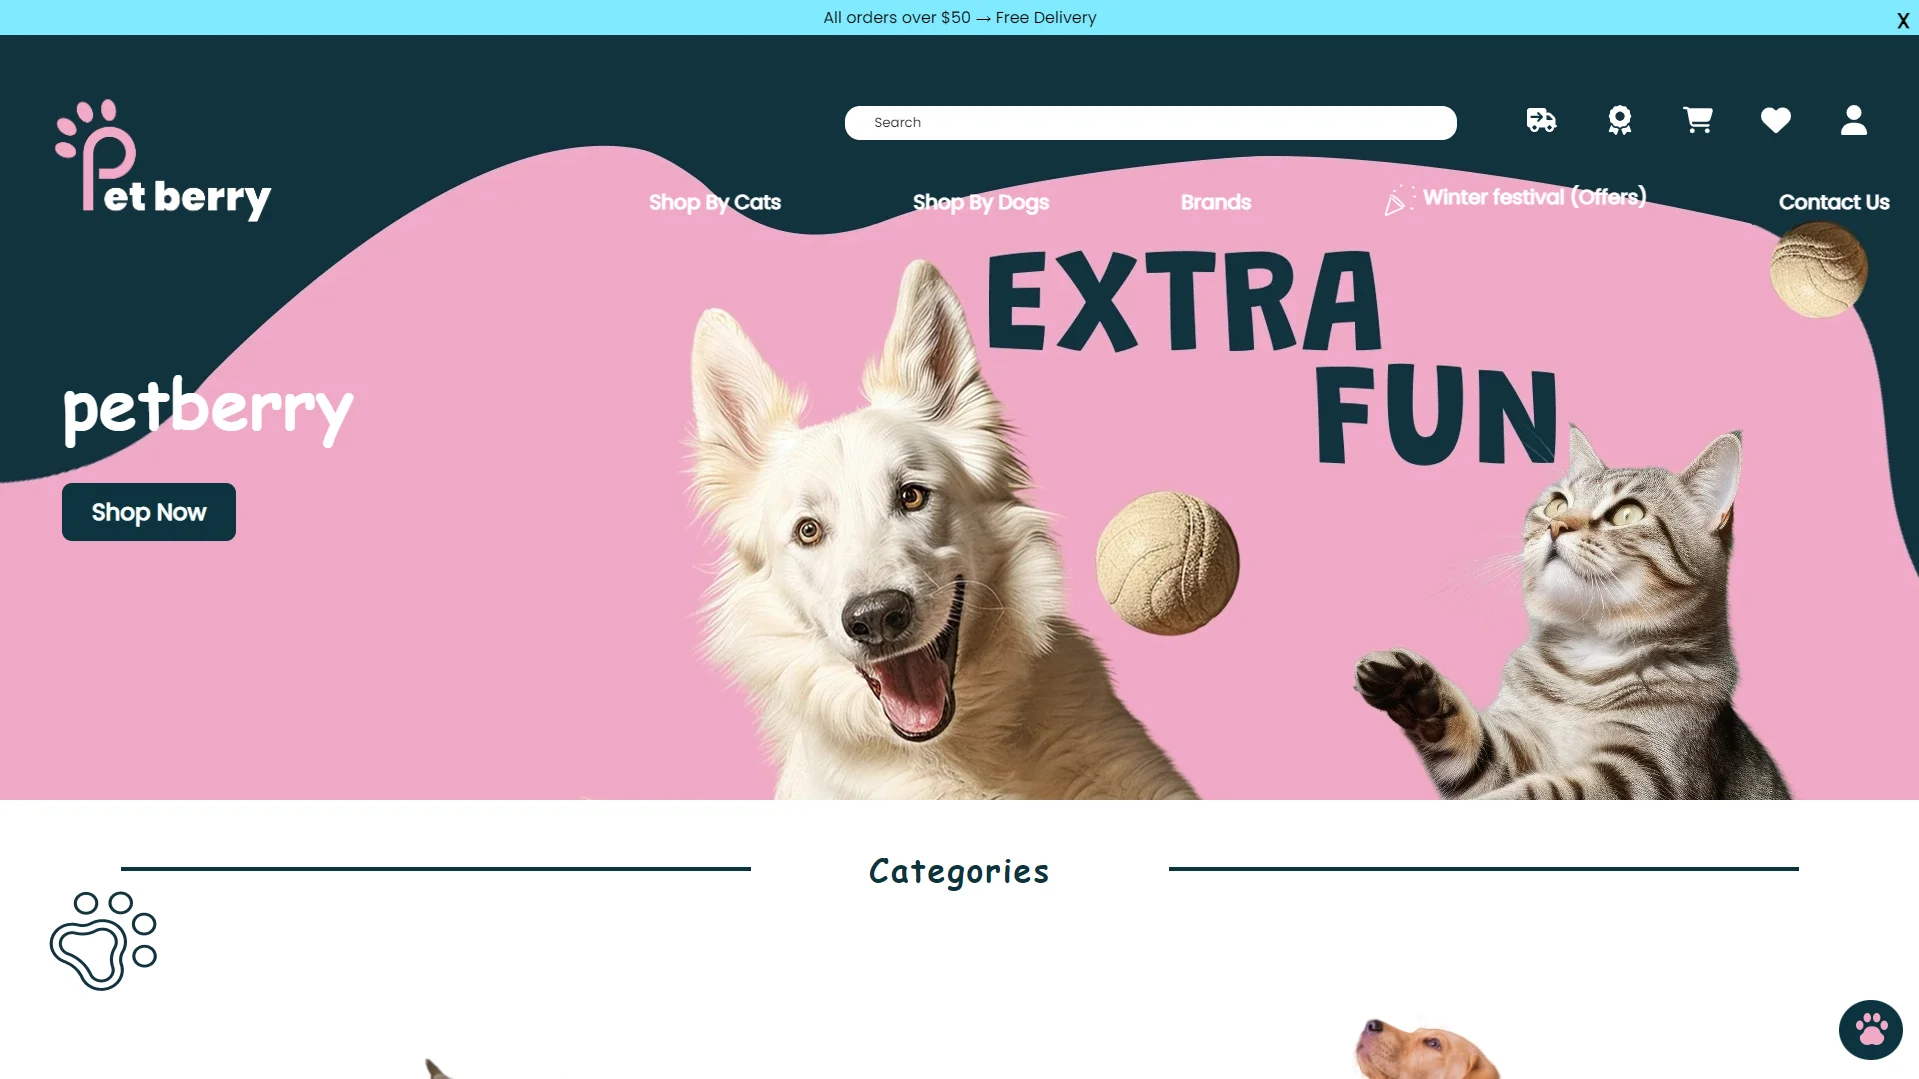 All orders over $50 → Free Delivery
X
Search
Pet berry
Shop By Cats
Shop By Dogs
Brands
Winter festival (Offers)
Contact Us
EXTRA
FUN
petberry
Shop Now
Categories